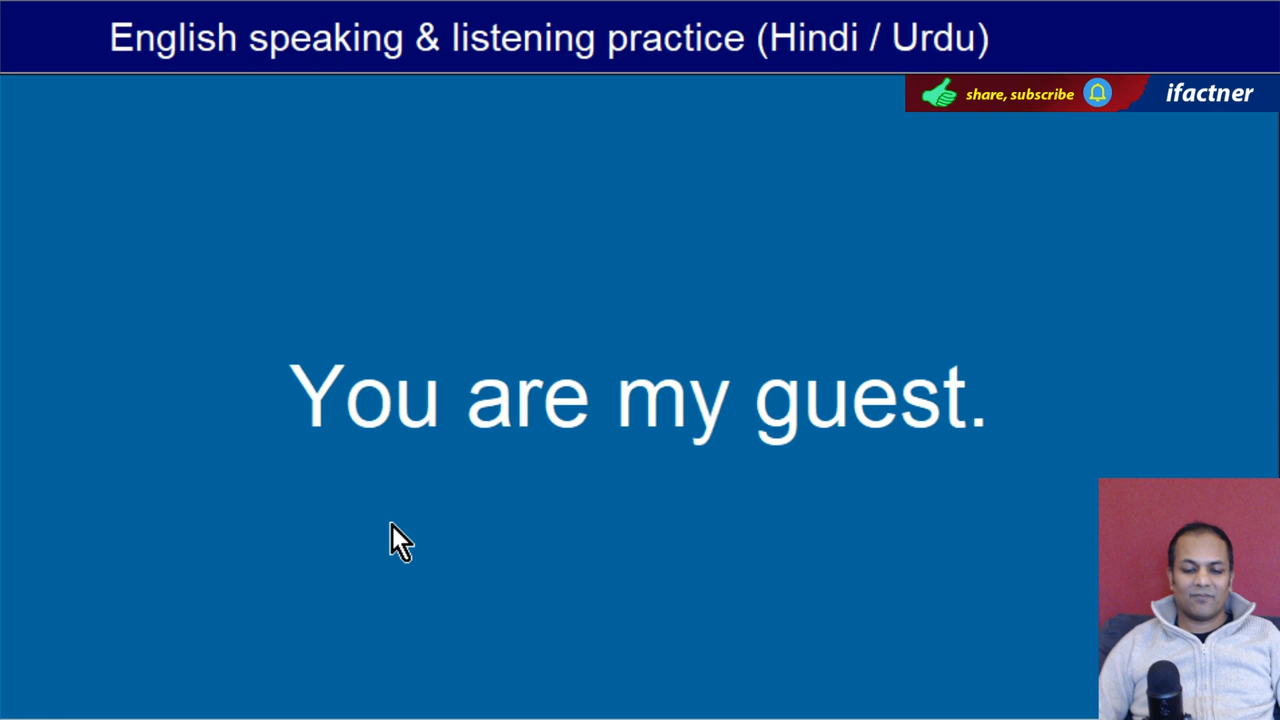 English speaking & listening practice (Hindi / Urdu)
share, subscribe
ifactner
You are my guest.